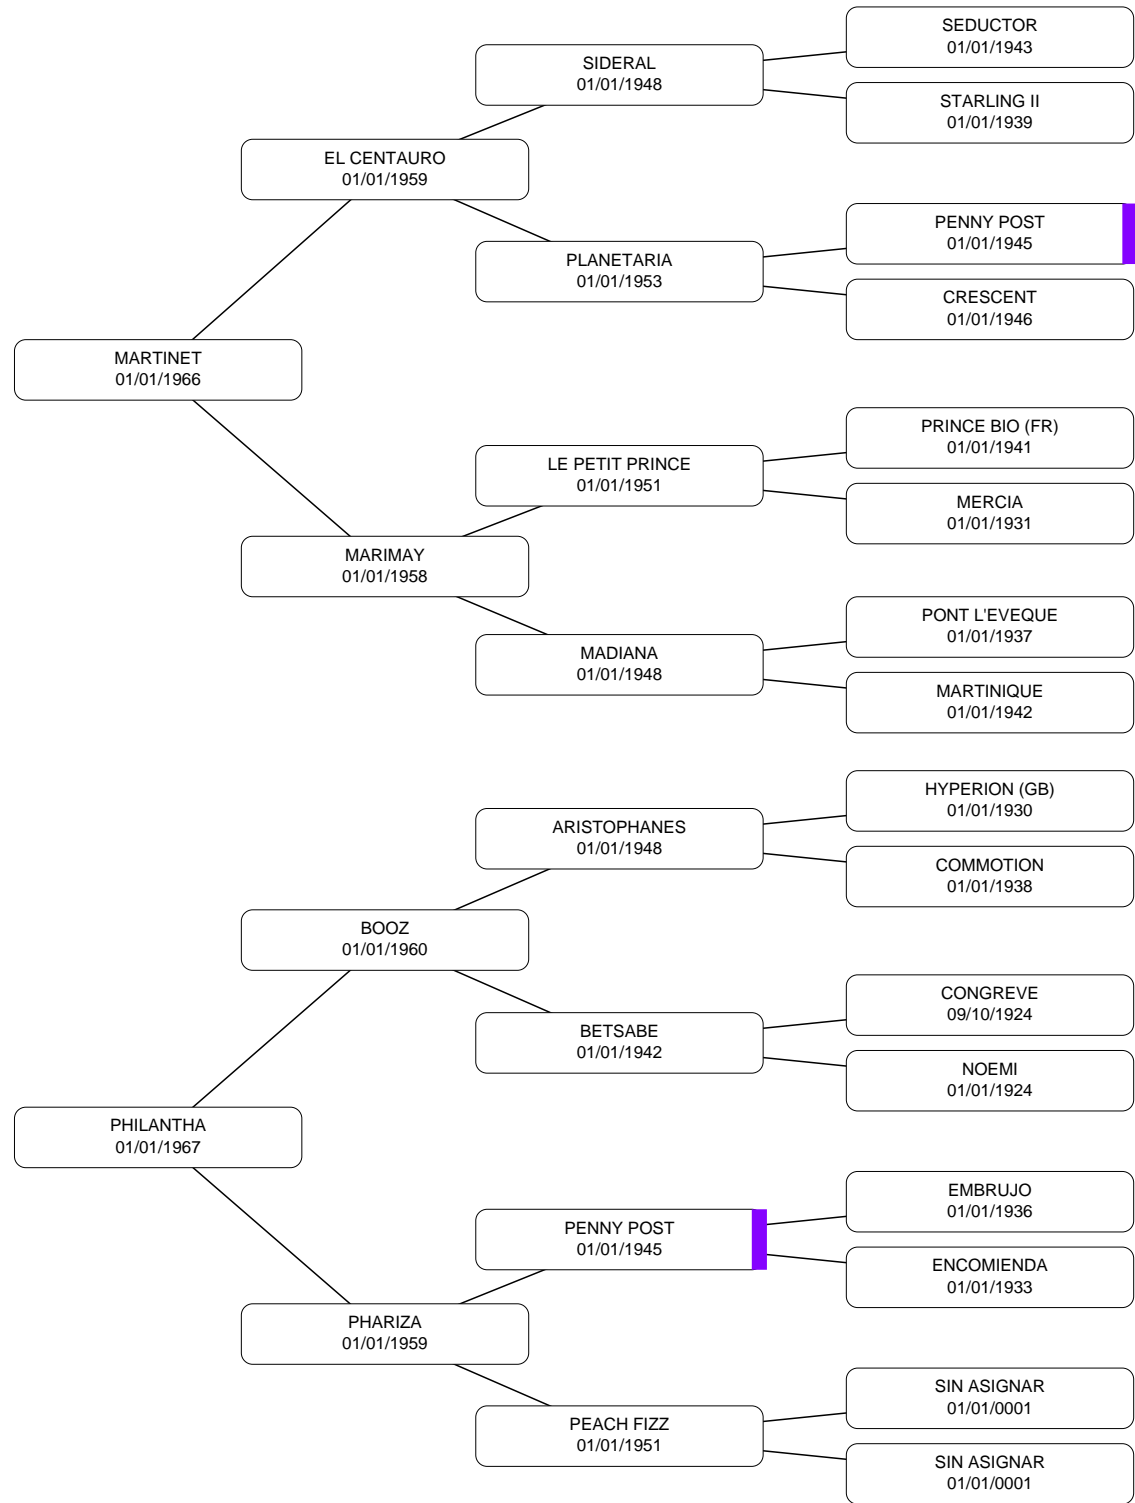 SEDUCTOR
01/01/1943
SIDERAL
01/01/1948
STARLING II
01/01/1939
EL CENTAURO
01/01/1959
PENNY POST
01/01/1945
PLANETARIA
01/01/1953
CRESCENT
01/01/1946
MARTINET
01/01/1966
PRINCE BIO (FR)
01/01/1941
LE PETIT PRINCE
01/01/1951
MERCIA
01/01/1931
MARIMAY
01/01/1958
PONT L'EVEQUE
01/01/1937
MADIANA
01/01/1948
MARTINIQUE
01/01/1942
HYPERION (GB)
01/01/1930
ARISTOPHANES
01/01/1948
COMMOTION
01/01/1938
BOOZ
01/01/1960
CONGREVE
09/10/1924
BETSABE
01/01/1942
NOEMI
01/01/1924
PHILANTHA
01/01/1967
EMBRUJO
01/01/1936
PENNY POST
01/01/1945
ENCOMIENDA
01/01/1933
PHARIZA
01/01/1959
SIN ASIGNAR
01/01/0001
PEACH FIZZ
01/01/1951
SIN ASIGNAR
01/01/0001